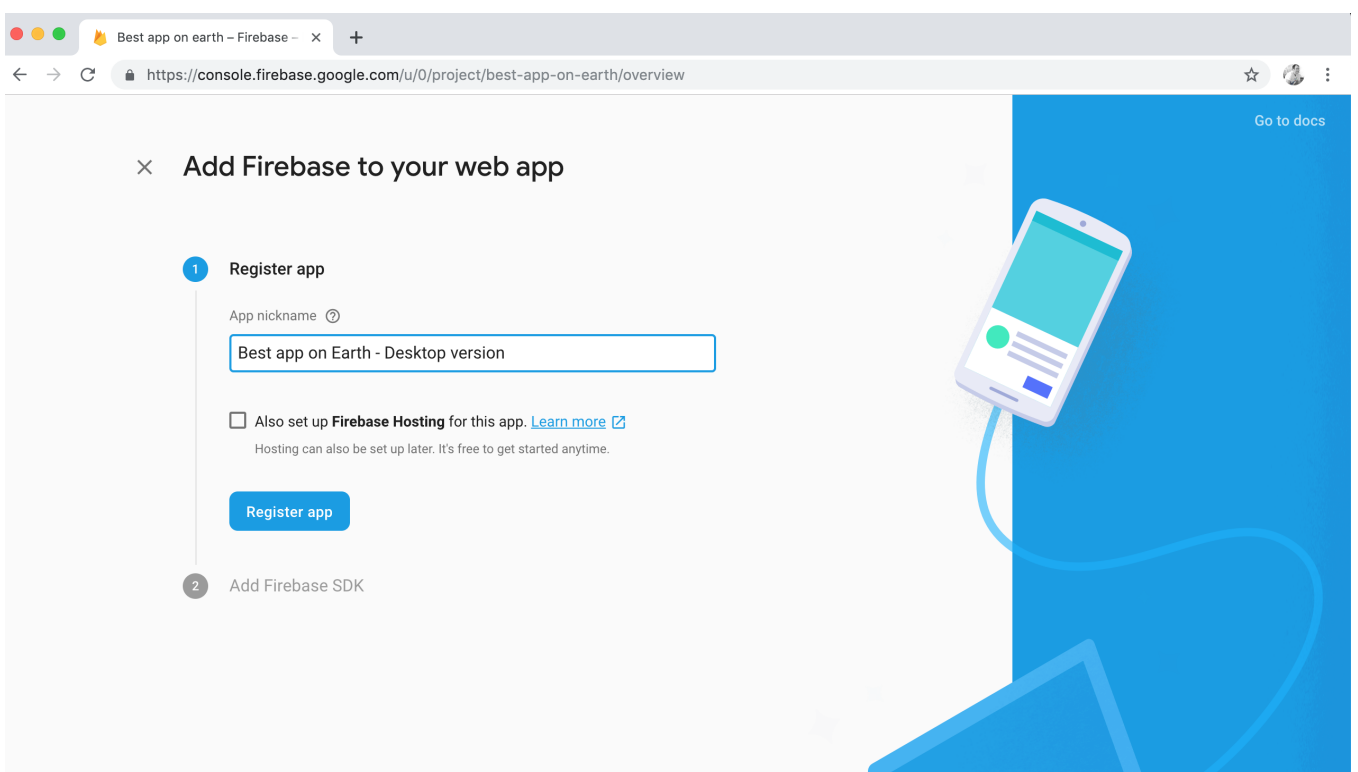 Best app on earth – Firebase –
https://console.firebase.google.com/u/0/project/best-app-on-earth/overview
Go to docs
Add Firebase to your web app
1 Register app
App nickname
Best app on Earth - Desktop version
Also set up Firebase Hosting for this app. Learn more
Hosting can also be set up later. It's free to get started anytime.
Register app
2 Add Firebase SDK